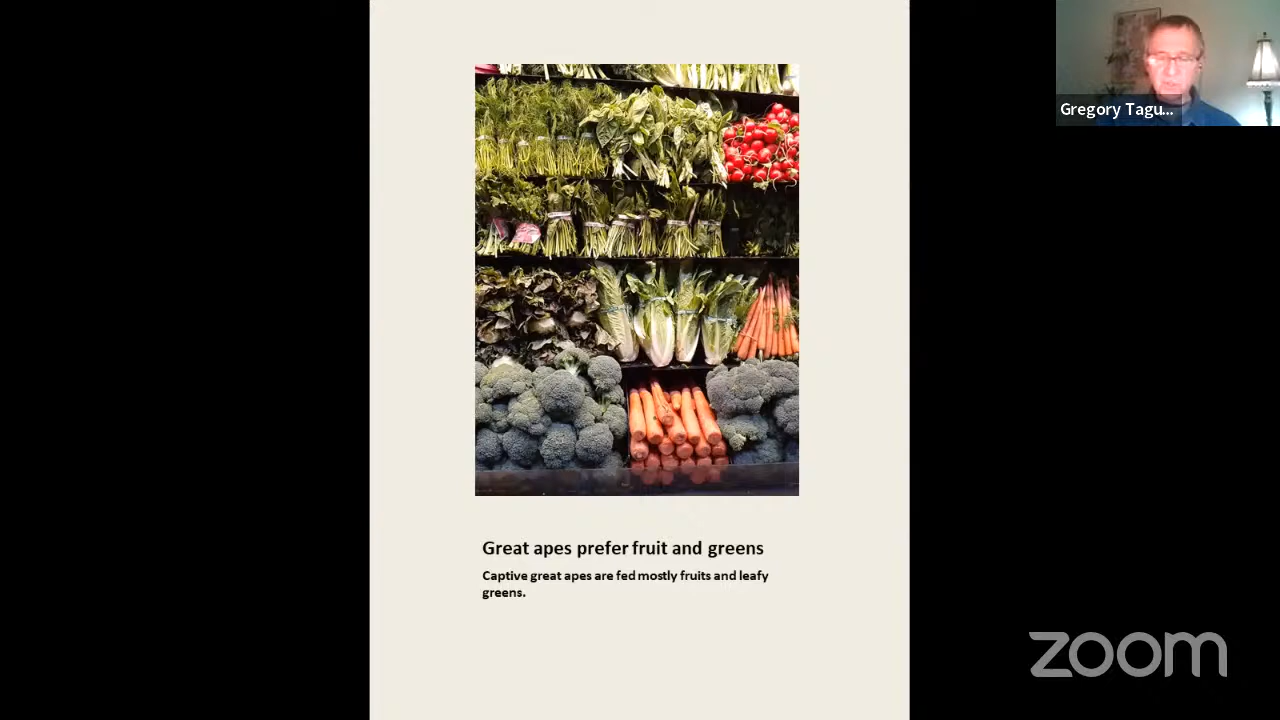 Gregory Tagu...
Great apes prefer fruit and greens
Captive great apes are fed mostly fruits and leafy
greens.
zoom